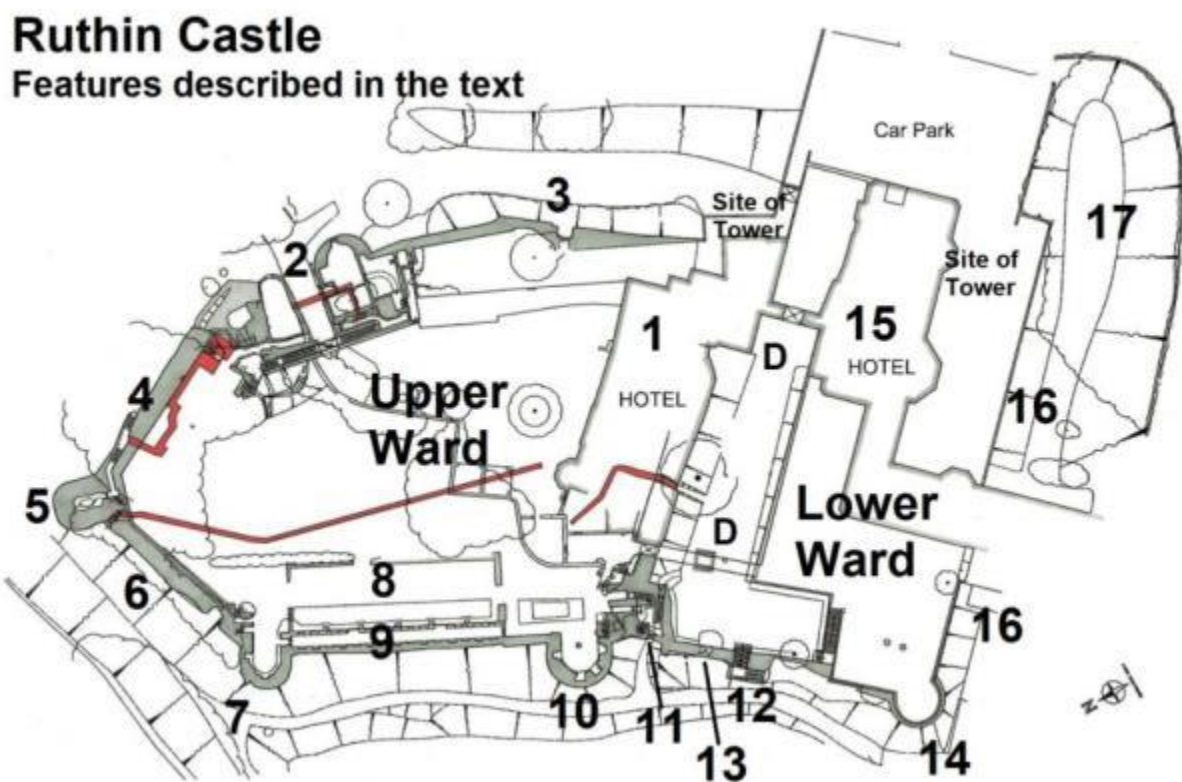 Ruthin Castle
Features described in the text
Car Park
3
Site of
Tower
17
2
Site of
Tower
1
15
D
HOTEL
HOTEL
4
Upper
Ward
16
5
D
Lower
Ward
6
8
9
16
7
10
11
12
13
14
N